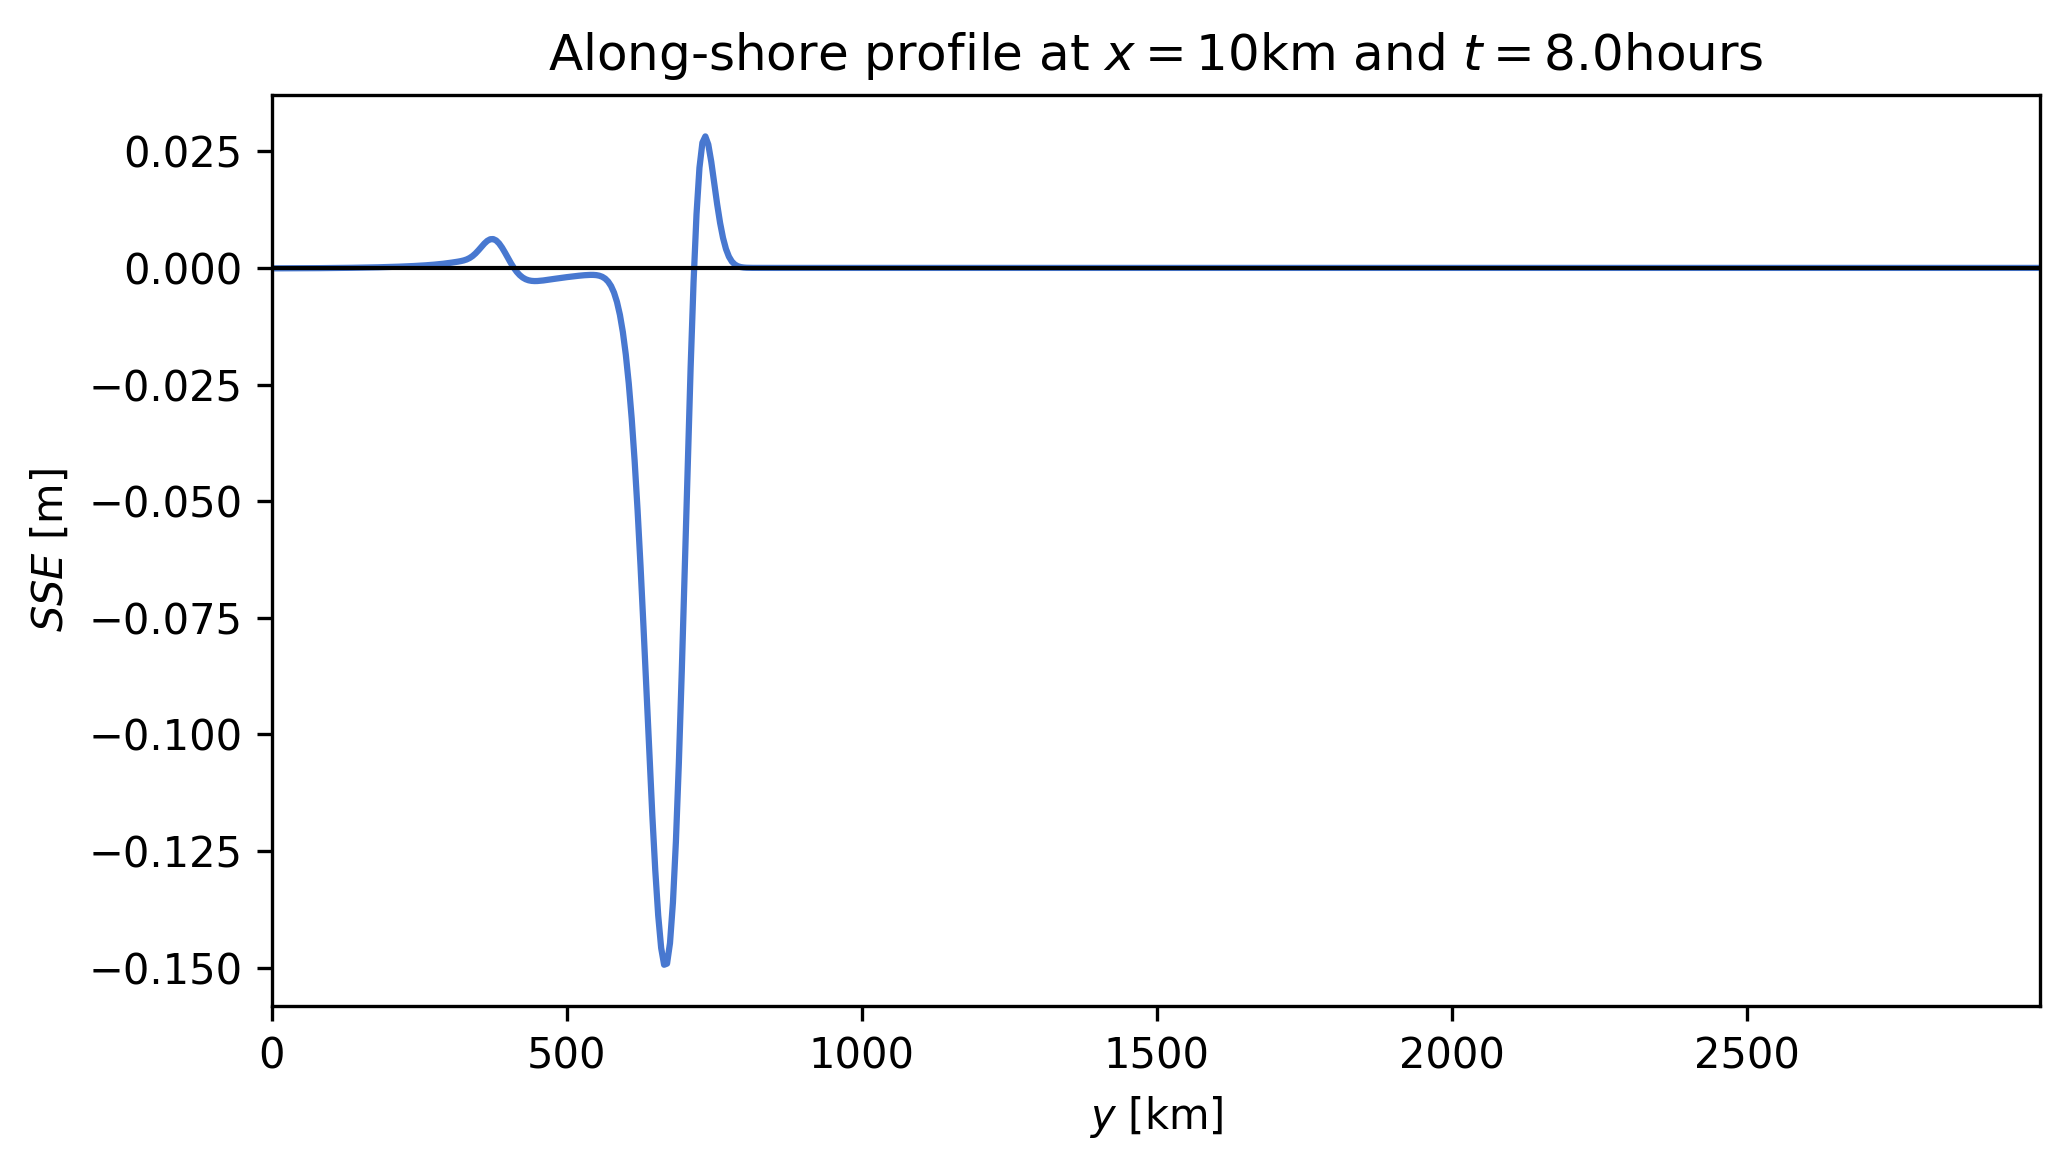 Along-shore profile at x = 10km and t = 8.0hours
0.025
0.000
−0.025
−0.050
−0.075
−0.100
−0.125
−0.150
SSE [m]
0 500 1000 1500 2000 2500
y [km]